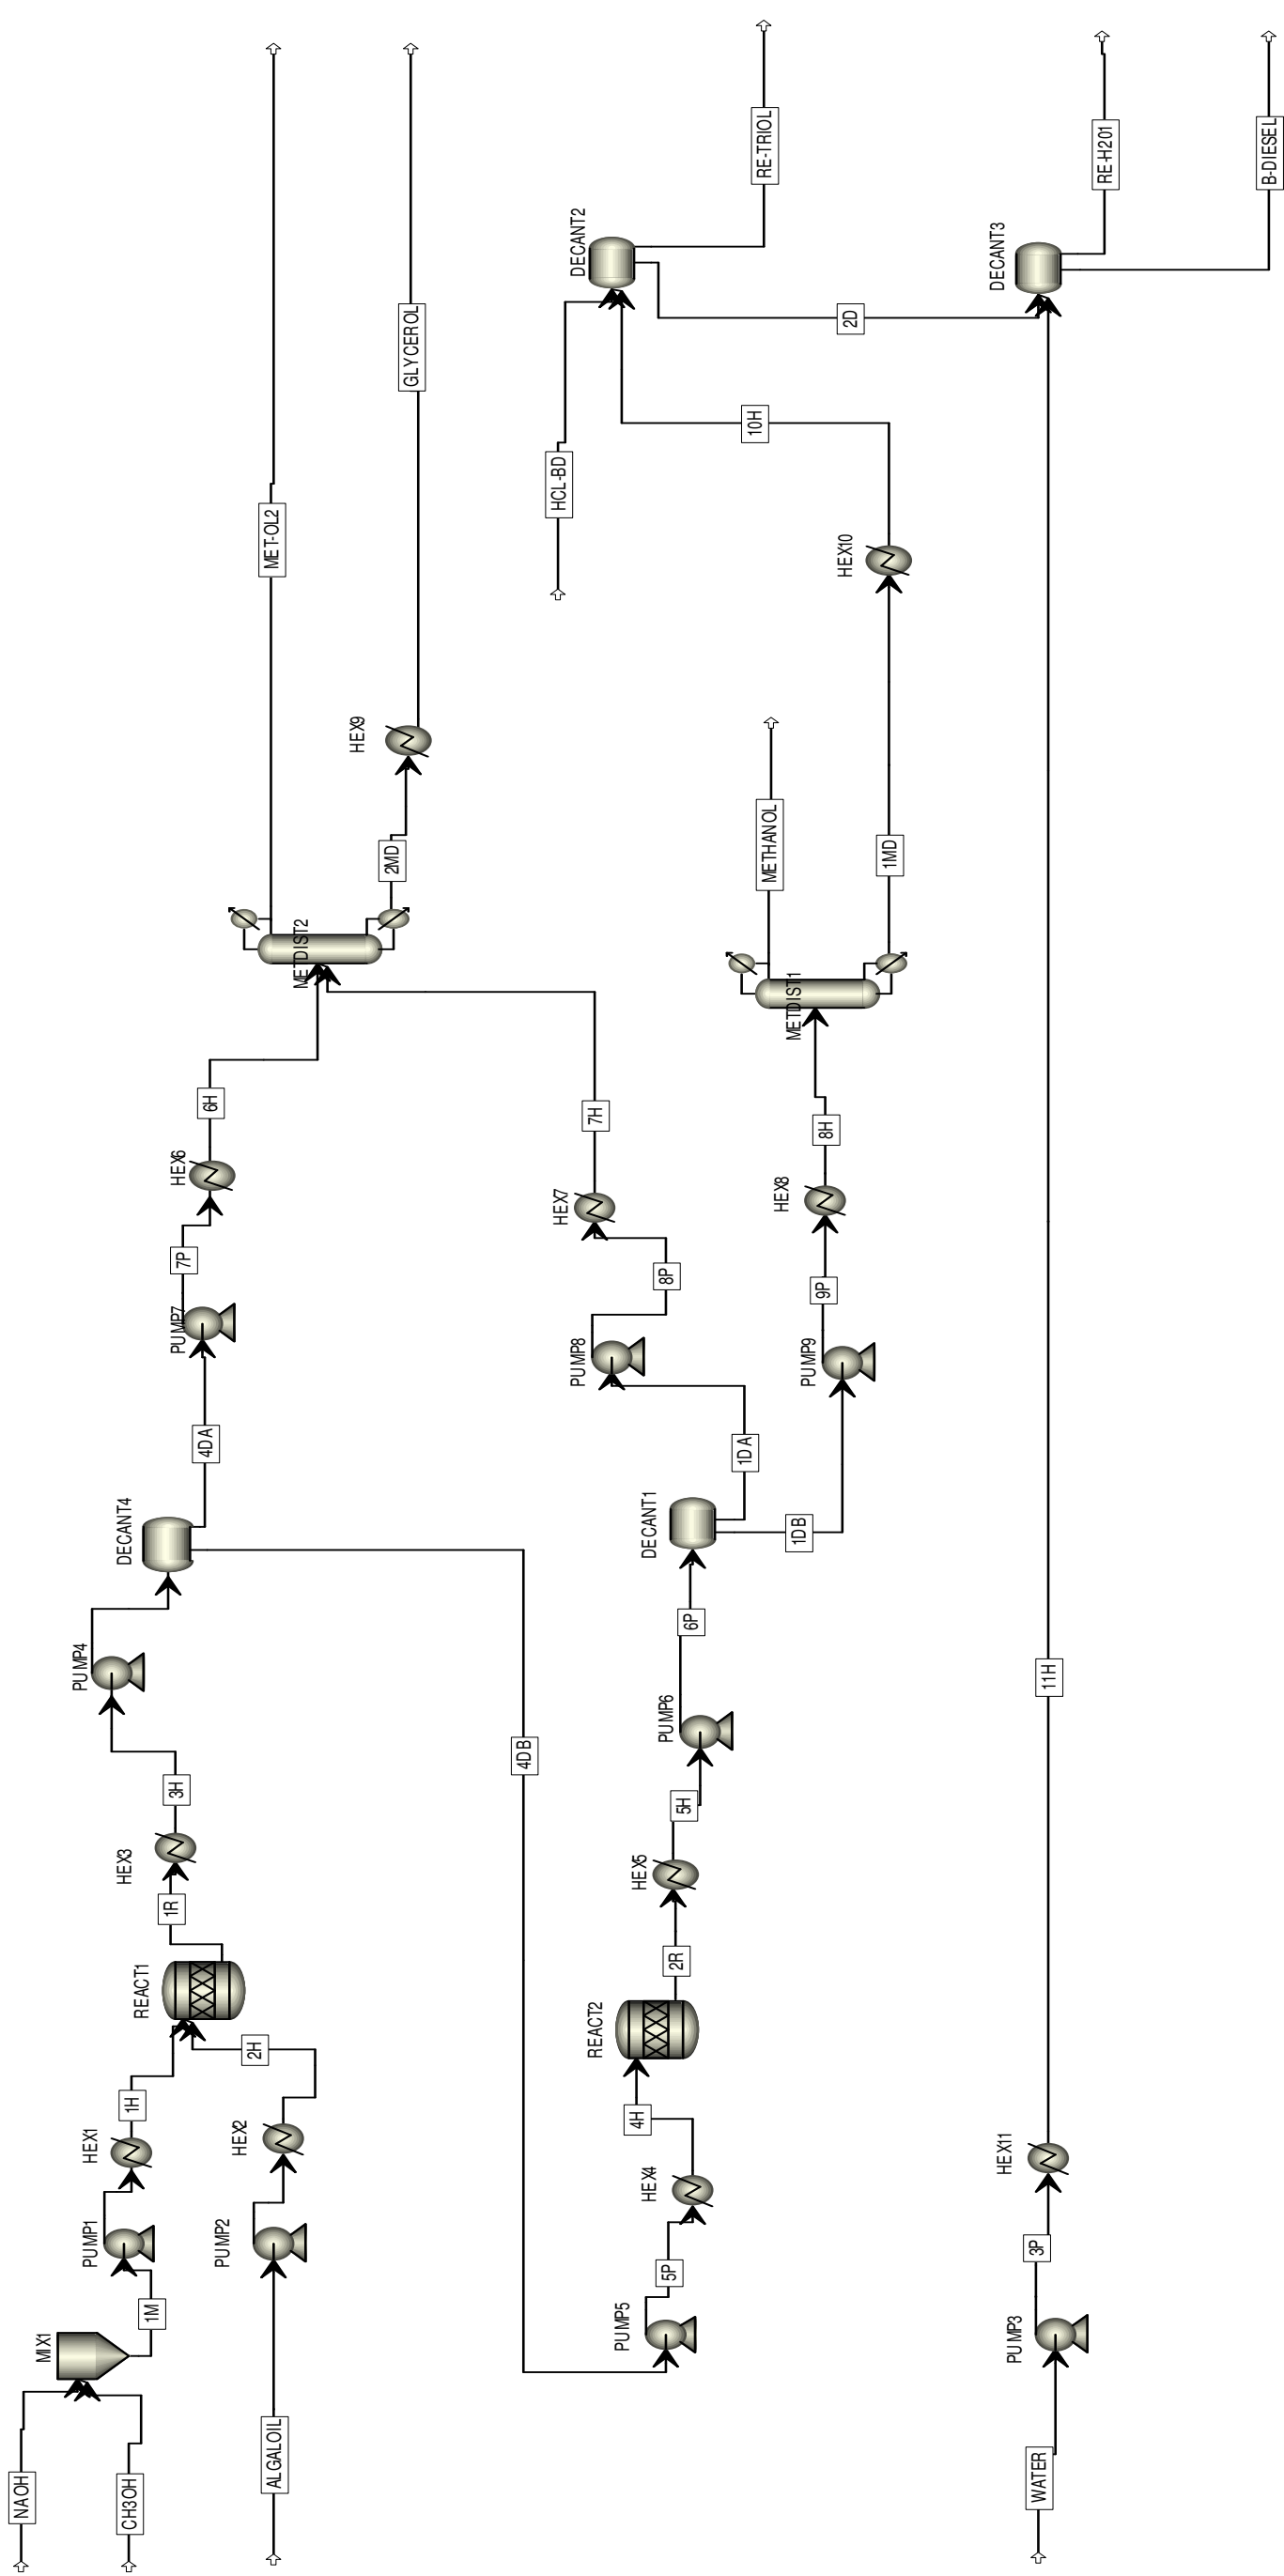 NAOH
CH3OH
MIX1
1M
PUMP1
HEX1
1H
ALGALOIL
PUMP2
HEX2
2H
REACT1
1R
HEX3
3H
PUMP4
DECANT4
4DA
4DB
PUMP7
7P
HEX6
6H
METDIST2
MET-OL2
2MD
HEX9
GLYCEROL
PUMP5
5P
HEX4
4H
REACT2
2R
HEX5
5H
PUMP6
6P
DECANT1
1DA
1DB
PUMP8
8P
HEX7
7H
PUMP9
9P
HEX8
8H
METDIST1
METHANOL
1MD
HEX10
10H
HCL-BD
DECANT2
RE-TRIOL
2D
WATER
PUMP3
3P
HEX11
11H
DECANT3
RE-H201
B-DIESEL